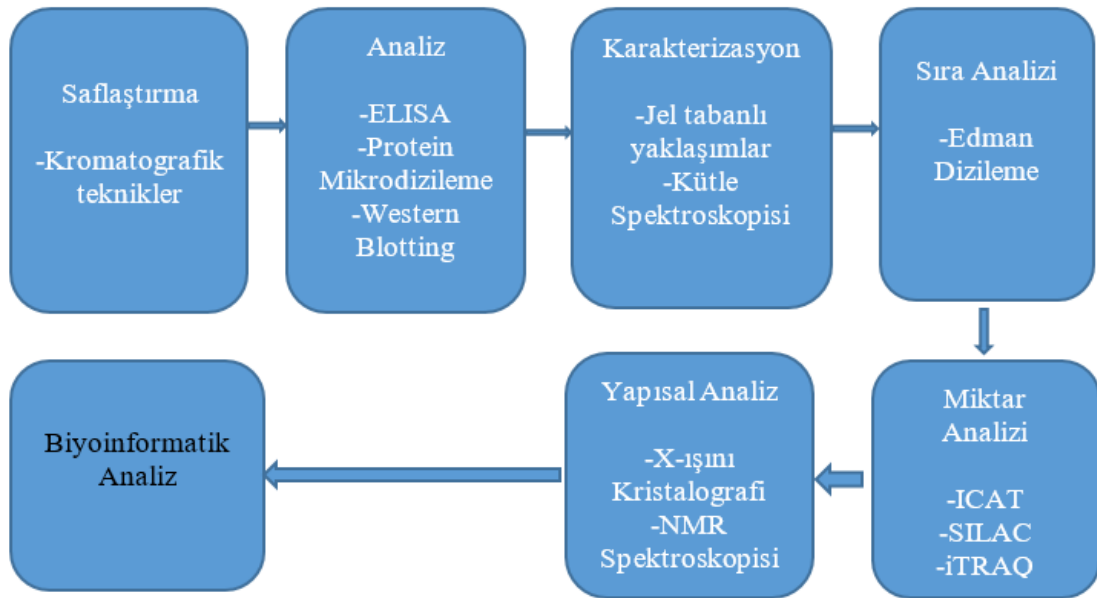 Saflaştırma
-Kromatografik
teknikler
Analiz
-ELISA
-Protein
Mikrodizileme
-Western
Blotting
Karakterizasyon
-Jel tabanlı
yaklaşımlar
-Kütle
Spektroskopisi
Sıra Analizi
-Edman
Dizileme
Miktar
Analizi
-ICAT
-SILAC
-iTRAQ
Yapısal Analiz
-X-ışını
Kristalografi
-NMR
Spektroskopisi
Biyoinformatik
Analiz